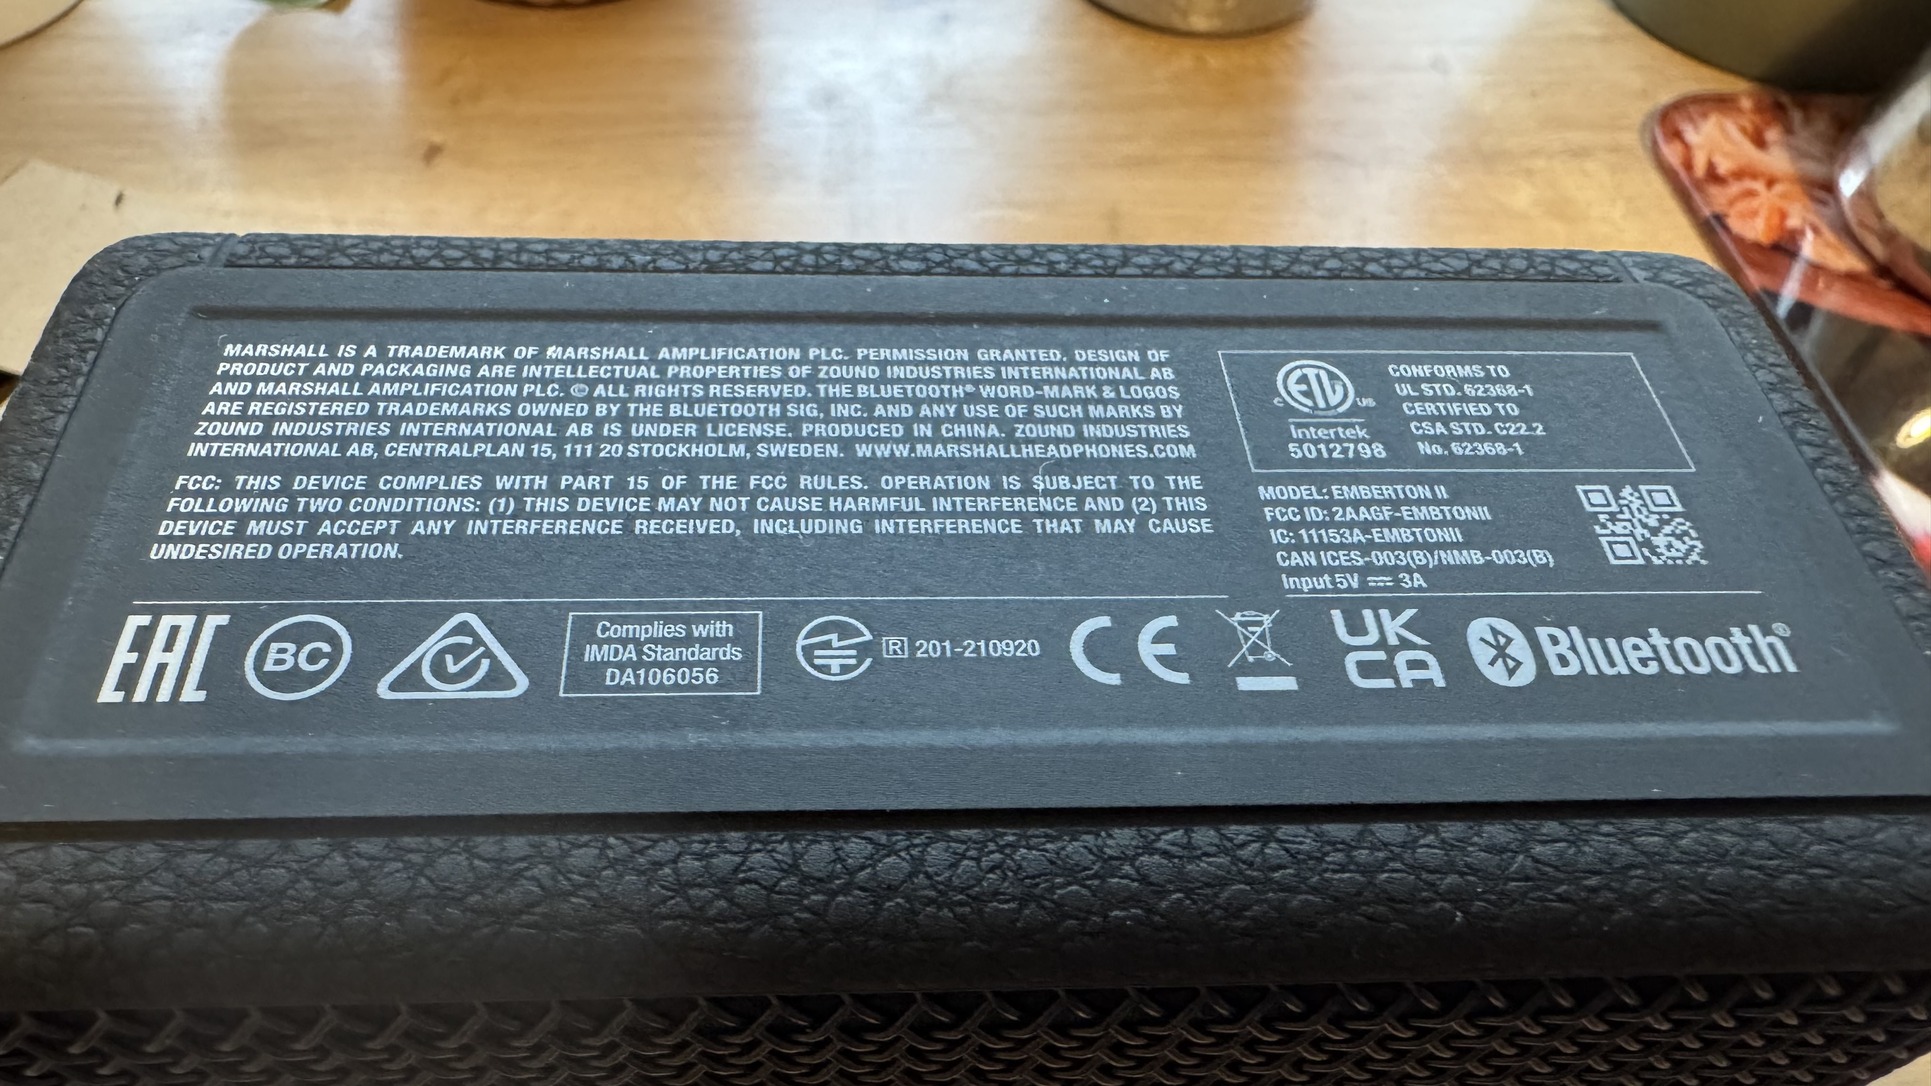 MARSHALL IS A TRADEMARK OF MARSHALL AMPLIFICATION PLC. PERMISSION GRANTED. DESIGN OF
PRODUCT AND PACKAGING ARE INTELLECTUAL PROPERTIES OF ZOUND INDUSTRIES INTERNATIONAL AB
AND MARSHALL AMPLIFICATION PLC. © ALL RIGHTS RESERVED. THE BLUETOOTH® WORD-MARK & LOGOS
ARE REGISTERED TRADEMARKS OWNED BY THE BLUETOOTH SIG, INC. AND ANY USE OF SUCH MARKS BY
ZOUND INDUSTRIES INTERNATIONAL AB IS UNDER LICENSE. PRODUCED IN CHINA. ZOUND INDUSTRIES
INTERNATIONAL AB, CENTRALPLAN 15, 111 20 STOCKHOLM, SWEDEN. WWW.MARSHALLHEADPHONES.COM
FCC: THIS DEVICE COMPLIES WITH PART 15 OF THE FCC RULES. OPERATION IS SUBJECT TO THE
FOLLOWING TWO CONDITIONS: (1) THIS DEVICE MAY NOT CAUSE HARMFUL INTERFERENCE AND (2) THIS
DEVICE MUST ACCEPT ANY INTERFERENCE RECEIVED, INCLUDING INTERFERENCE THAT MAY CAUSE
UNDESIRED OPERATION.
C ETL US
Intertek
5012798
CONFORMS TO
UL STD. 62368-1
CERTIFIED TO
CSA STD. C22.2
No. 62368-1
MODEL: EMBERTON II
FCC ID: 2AAGF-EMBTONII
IC: 11153A-EMBTONII
CAN ICES-003(B)/NMB-003(B)
Input 5V ⎓ 3A
EAC
BC
Complies with
IMDA Standards
DA106056
R 201-210920
CE
UK
CA
Bluetooth®